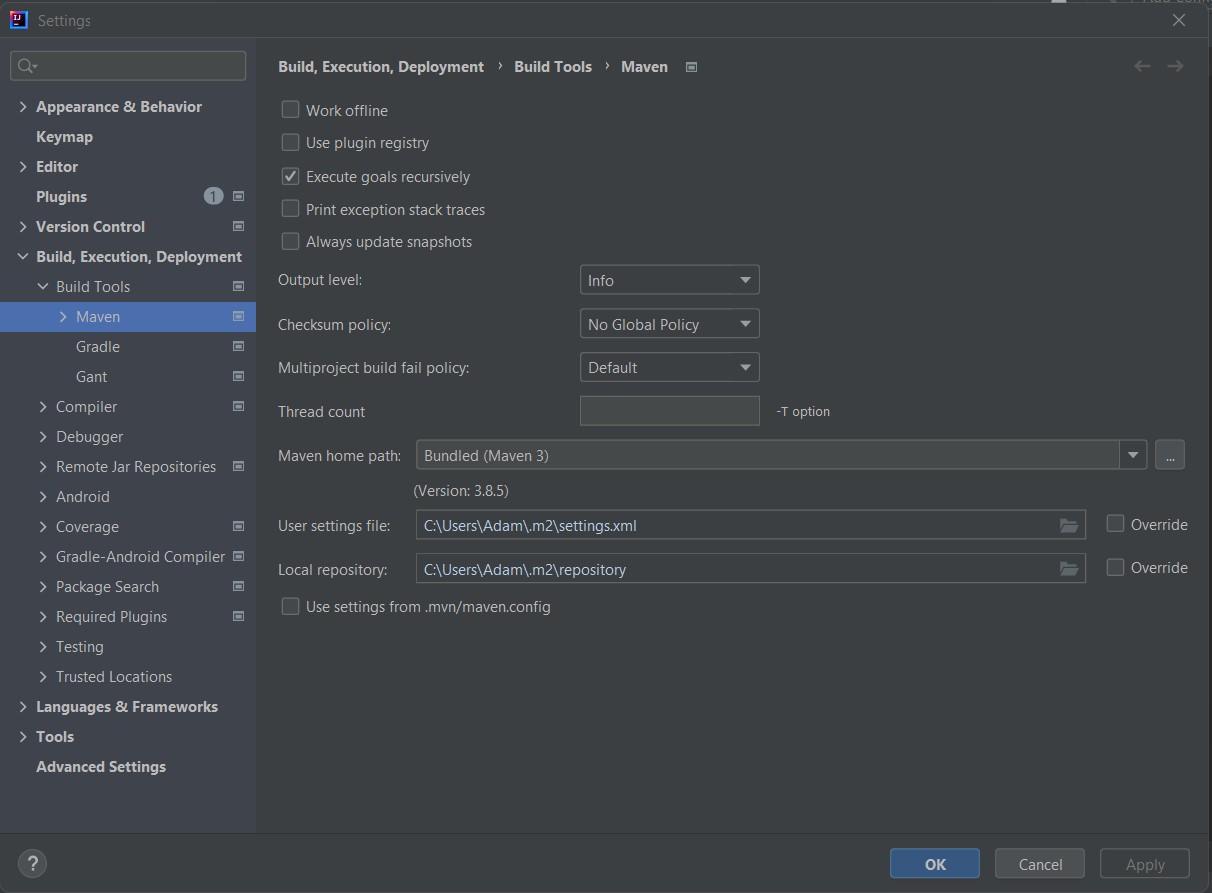 Settings
Build, Execution, Deployment › Build Tools › Maven
Appearance & Behavior
Keymap
Editor
Plugins 1
Version Control
Build, Execution, Deployment
Build Tools
Maven
Gradle
Gant
Compiler
Debugger
Remote Jar Repositories
Android
Coverage
Gradle-Android Compiler
Package Search
Required Plugins
Testing
Trusted Locations
Languages & Frameworks
Tools
Advanced Settings
Work offline
Use plugin registry
Execute goals recursively
Print exception stack traces
Always update snapshots
Output level: Info
Checksum policy: No Global Policy
Multiproject build fail policy: Default
Thread count -T option
Maven home path: Bundled (Maven 3) ...
(Version: 3.8.5)
User settings file: C:\Users\Adam\.m2\settings.xml Override
Local repository: C:\Users\Adam\.m2\repository Override
Use settings from .mvn/maven.config
? OK Cancel Apply